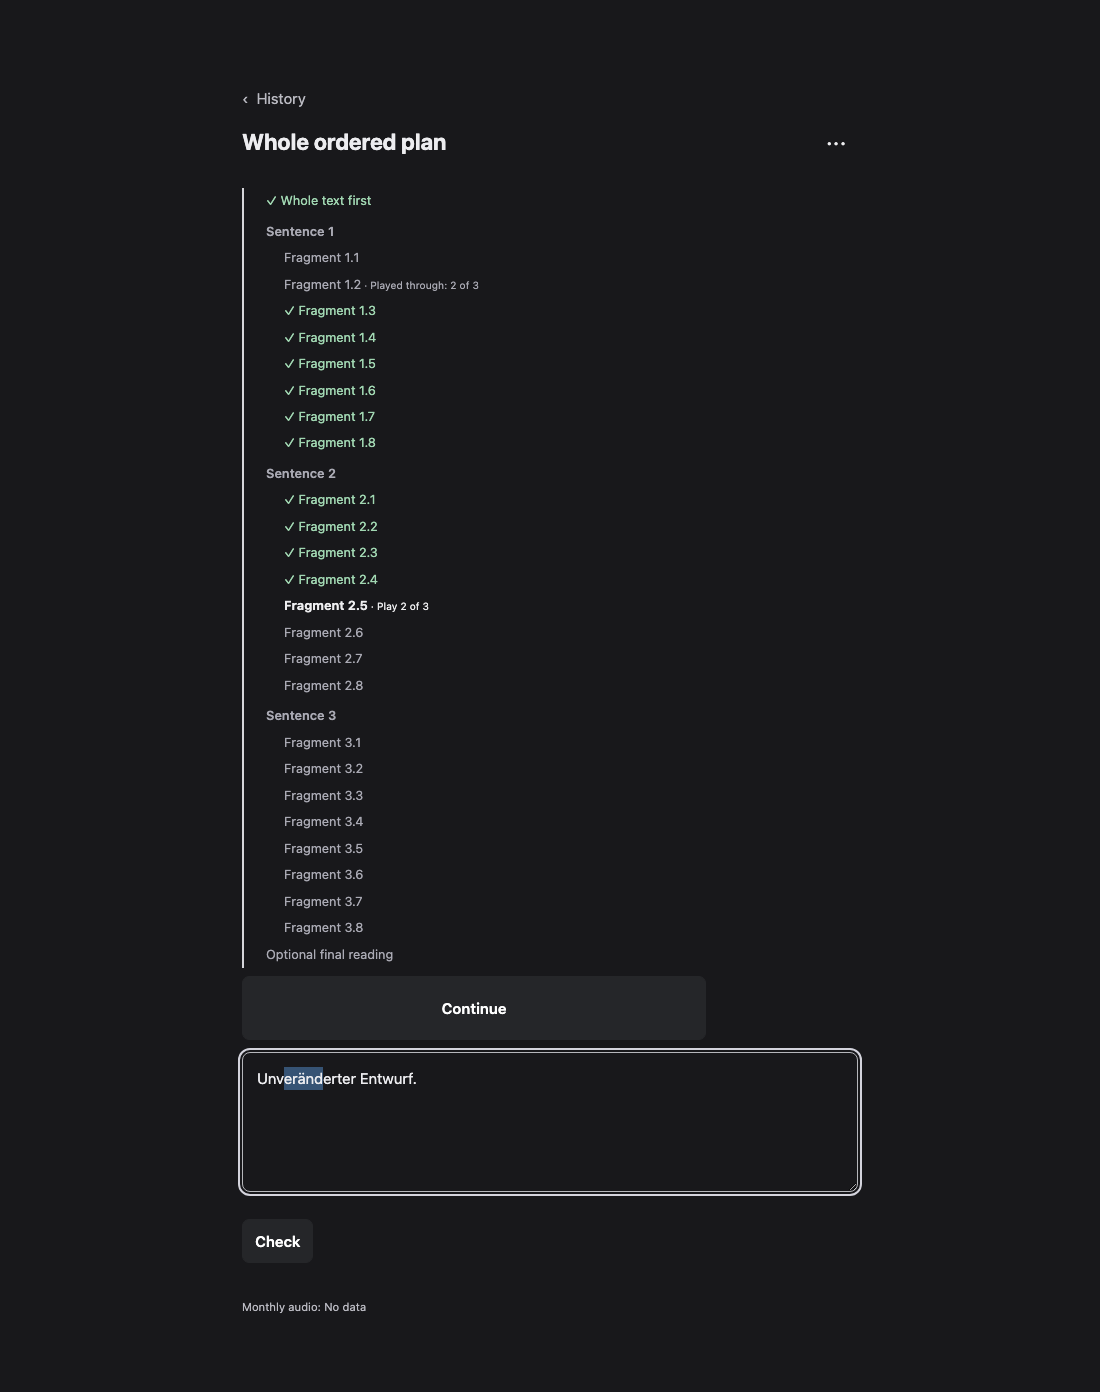 ‹ History
Whole ordered plan
...
✓ Whole text first
Sentence 1
Fragment 1.1
Fragment 1.2 · Played through: 2 of 3
✓ Fragment 1.3
✓ Fragment 1.4
✓ Fragment 1.5
✓ Fragment 1.6
✓ Fragment 1.7
✓ Fragment 1.8
Sentence 2
✓ Fragment 2.1
✓ Fragment 2.2
✓ Fragment 2.3
✓ Fragment 2.4
Fragment 2.5 · Play 2 of 3
Fragment 2.6
Fragment 2.7
Fragment 2.8
Sentence 3
Fragment 3.1
Fragment 3.2
Fragment 3.3
Fragment 3.4
Fragment 3.5
Fragment 3.6
Fragment 3.7
Fragment 3.8
Optional final reading
Continue
Unveränderter Entwurf.
Check
Monthly audio: No data